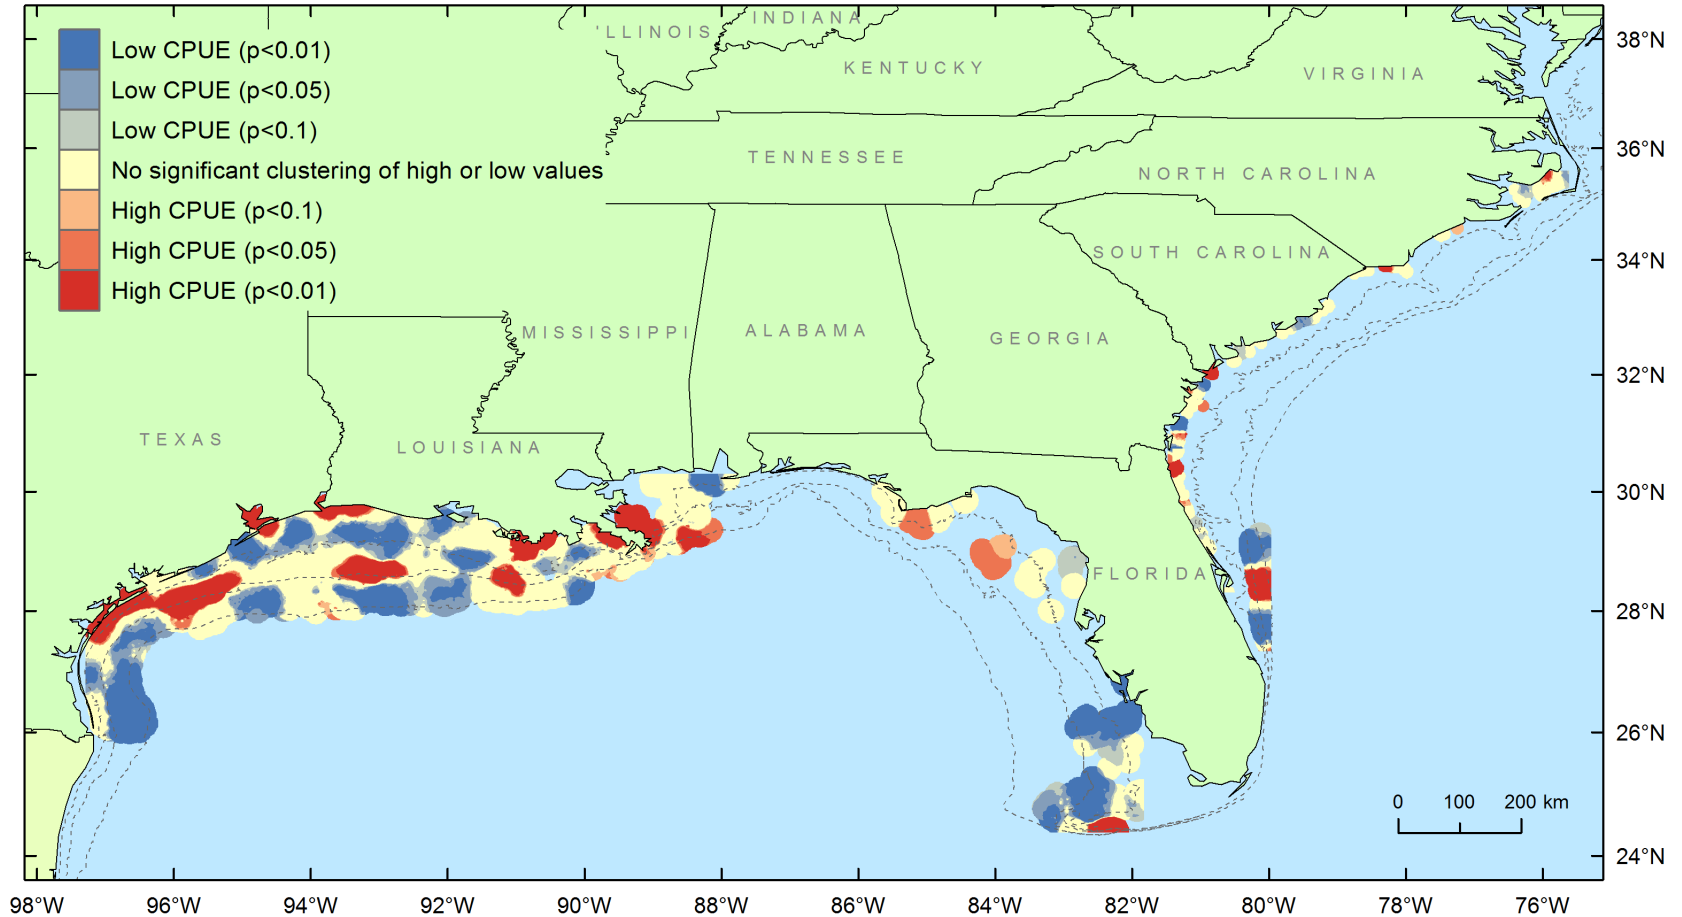 INDIANA
'LLINOIS
Low CPUE (p<0.01)
38°N
KENTUCKY
VIRGINIA
Low CPUE (p<0.05)
Low CPUE (p<0.1)
36°N
TENNESSEE
No significant clustering of high or low values
NORTH CAROLINA
High CPUE (p<0.1)
High CPUE (p<0.05)
SOUTH CAROLINA
34°N
High CPUE (p<0.01)
MISSISSIPPI
ALABAMA
GEORGIA
32°N
TEXAS
LOUISIANA
30°N
FLORIDA
28°N
26°N
0 100 200 km
24°N
98°W 96°W 94°W 92°W 90°W 88°W 86°W 84°W 82°W 80°W 78°W 76°W